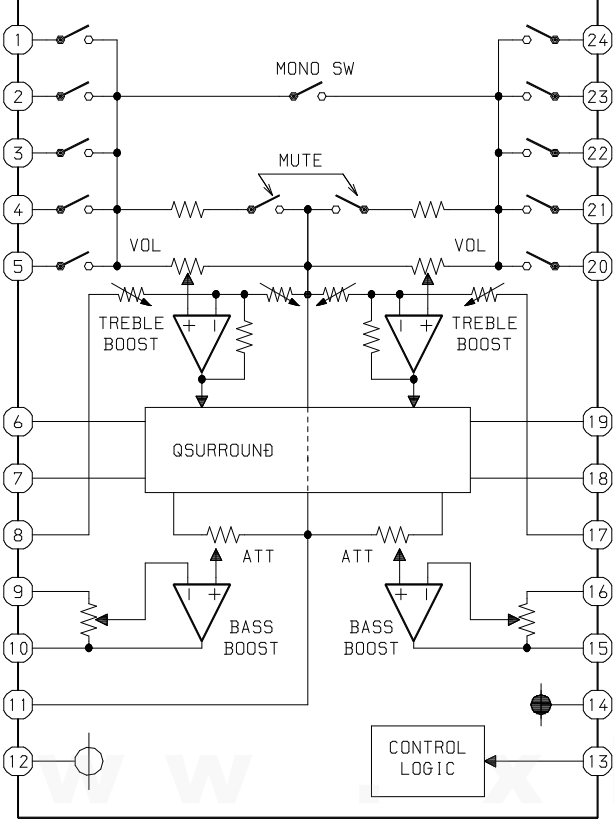 1
24
MONO SW
2
23
3
22
MUTE
4
21
VOL
VOL
5
20
+
−
−
+
TREBLE
BOOST
TREBLE
BOOST
6
19
QSURROUND
7
18
8
17
ATT
ATT
9
16
−
+
+
−
BASS
BOOST
BASS
BOOST
10
15
11
14
CONTROL
LOGIC
12
13
w w . x